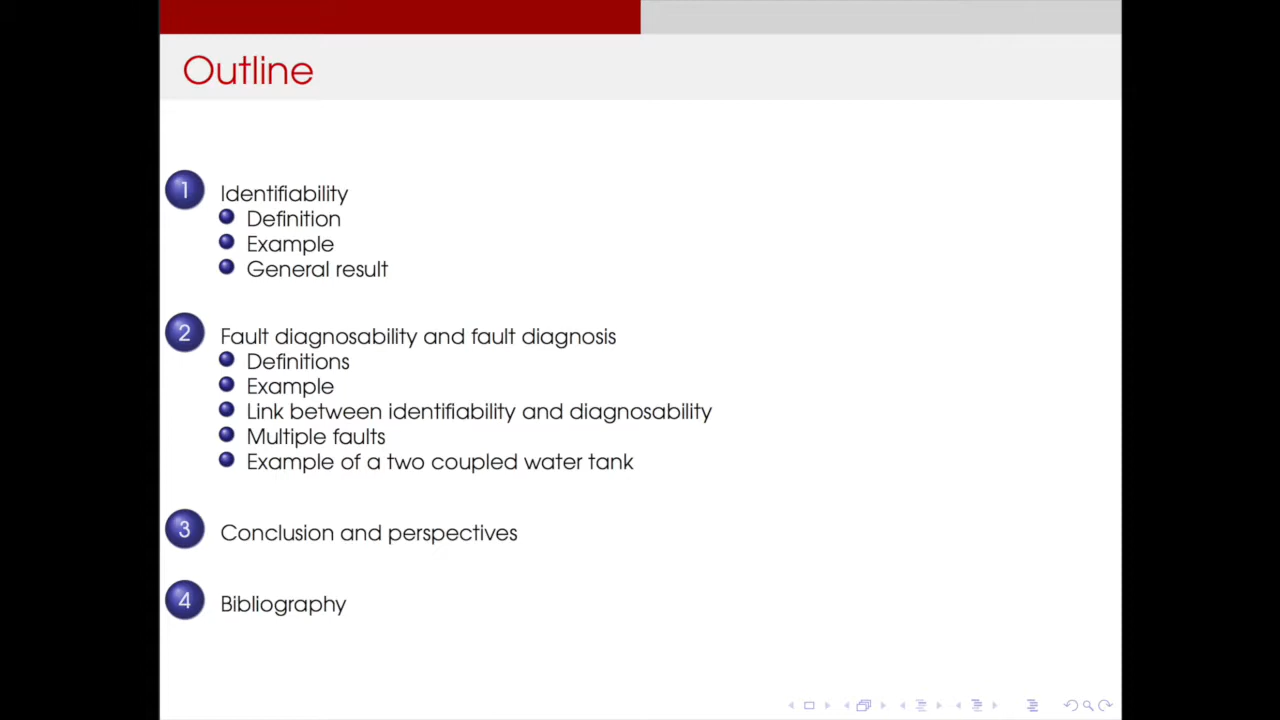 Outline
1 Identifiability
Definition
Example
General result
2 Fault diagnosability and fault diagnosis
Definitions
Example
Link between identifiability and diagnosability
Multiple faults
Example of a two coupled water tank
3 Conclusion and perspectives
4 Bibliography